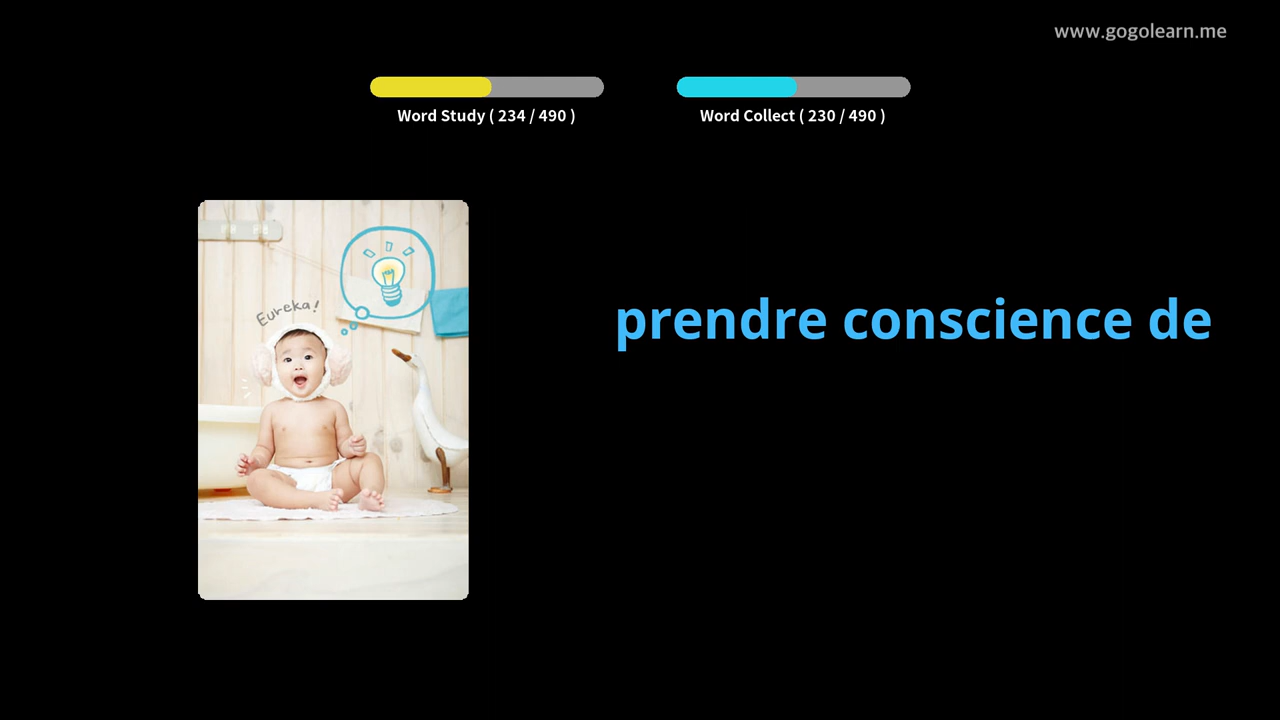 www.gogolearn.me
Word Study ( 234 / 490 )
Word Collect ( 230 / 490 )
Eureka!
prendre conscience de